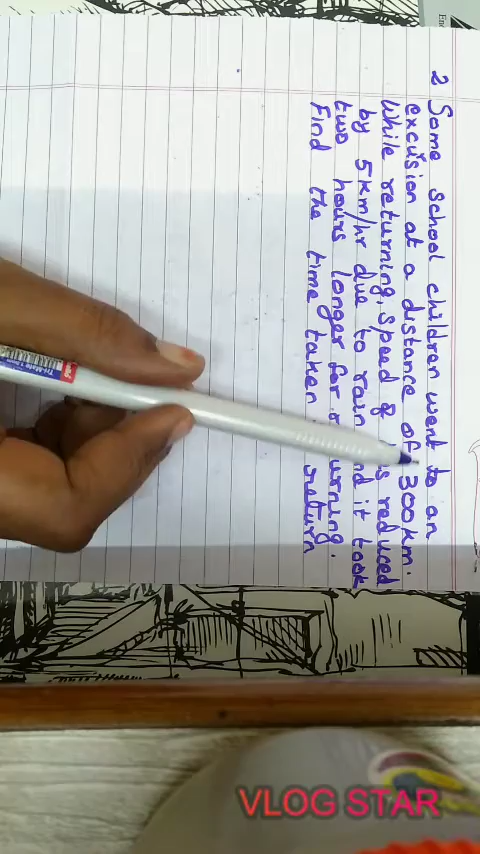 2 Some school children went to an
excusion at a distance of 300km.
While returning, speed reduced
by 5km/hr due to rain it took
two hours longer for
Find the time taken return
VLOG STAR